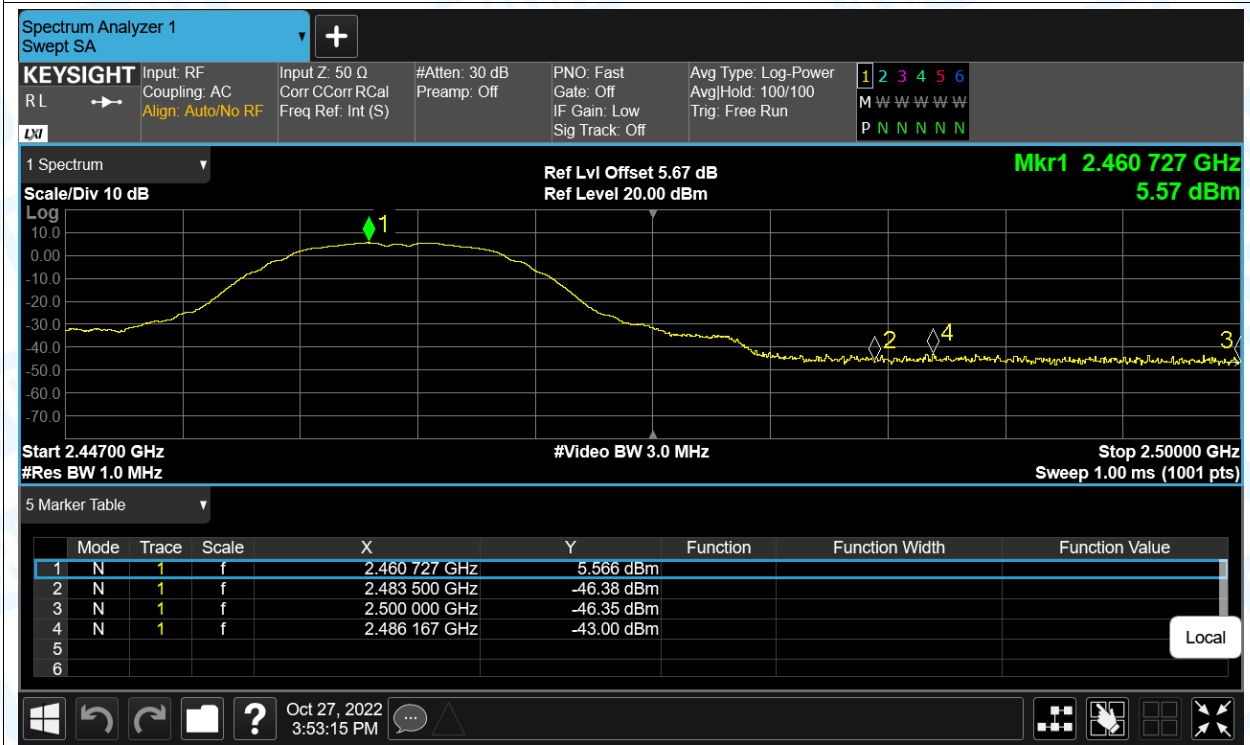 Spectrum Analyzer 1
Swept SA
+
KEYSIGHT
R L
LXI
Input: RF
Coupling: AC
Align: Auto/No RF
Input Z: 50 Ω
Corr CCorr RCal
Freq Ref: Int (S)
#Atten: 30 dB
Preamp: Off
PNO: Fast
Gate: Off
IF Gain: Low
Sig Track: Off
Avg Type: Log-Power
Avg|Hold: 100/100
Trig: Free Run
1 2 3 4 5 6
M W W W W W W
P N N N N N
1 Spectrum
Scale/Div 10 dB
Ref Lvl Offset 5.67 dB
Ref Level 20.00 dBm
Mkr1 2.460 727 GHz
5.57 dBm
Log
10.0
0.00
-10.0
-20.0
-30.0
-40.0
-50.0
-60.0
-70.0
1
2
4
3
Start 2.44700 GHz
#Video BW 3.0 MHz
Stop 2.50000 GHz
#Res BW 1.0 MHz
Sweep 1.00 ms (1001 pts)
5 Marker Table
Mode Trace Scale X Y Function Function Width Function Value
1 N 1 f 2.460 727 GHz 5.566 dBm
2 N 1 f 2.483 500 GHz -46.38 dBm
3 N 1 f 2.500 000 GHz -46.35 dBm
4 N 1 f 2.486 167 GHz -43.00 dBm
5
6
Local
?
Oct 27, 2022
3:53:15 PM